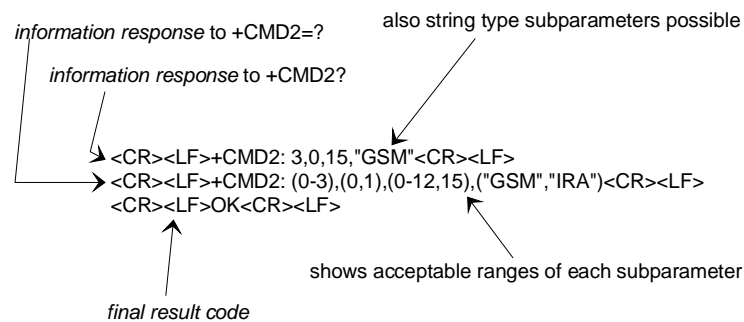 also string type subparameters possible
information response to +CMD2=?
information response to +CMD2?
<CR><LF>+CMD2: 3,0,15,"GSM"<CR><LF>
<CR><LF>+CMD2: (0-3),(0,1),(0-12,15),("GSM","IRA")<CR><LF>
<CR><LF>OK<CR><LF>
shows acceptable ranges of each subparameter
final result code